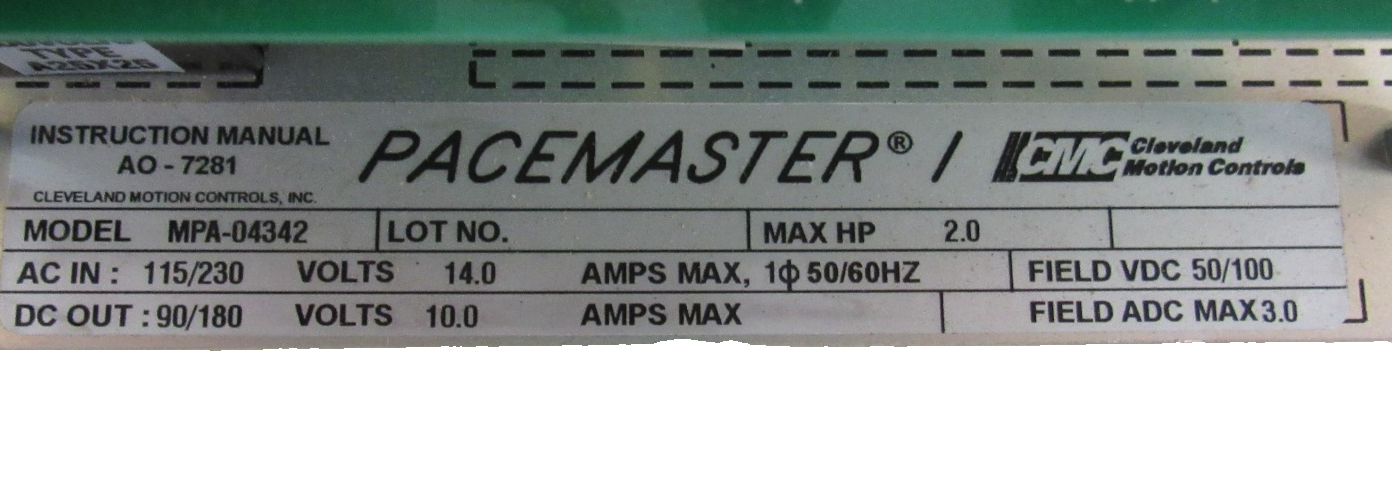 TYPE
A25X25
INSTRUCTION MANUAL
AO - 7281
CLEVELAND MOTION CONTROLS, INC.
PACEMASTER® I
CMC Cleveland
Motion Controls
MODEL MPA-04342 LOT NO. MAX HP 2.0
AC IN : 115/230 VOLTS 14.0 AMPS MAX, 1ϕ 50/60HZ FIELD VDC 50/100
DC OUT : 90/180 VOLTS 10.0 AMPS MAX FIELD ADC MAX 3.0